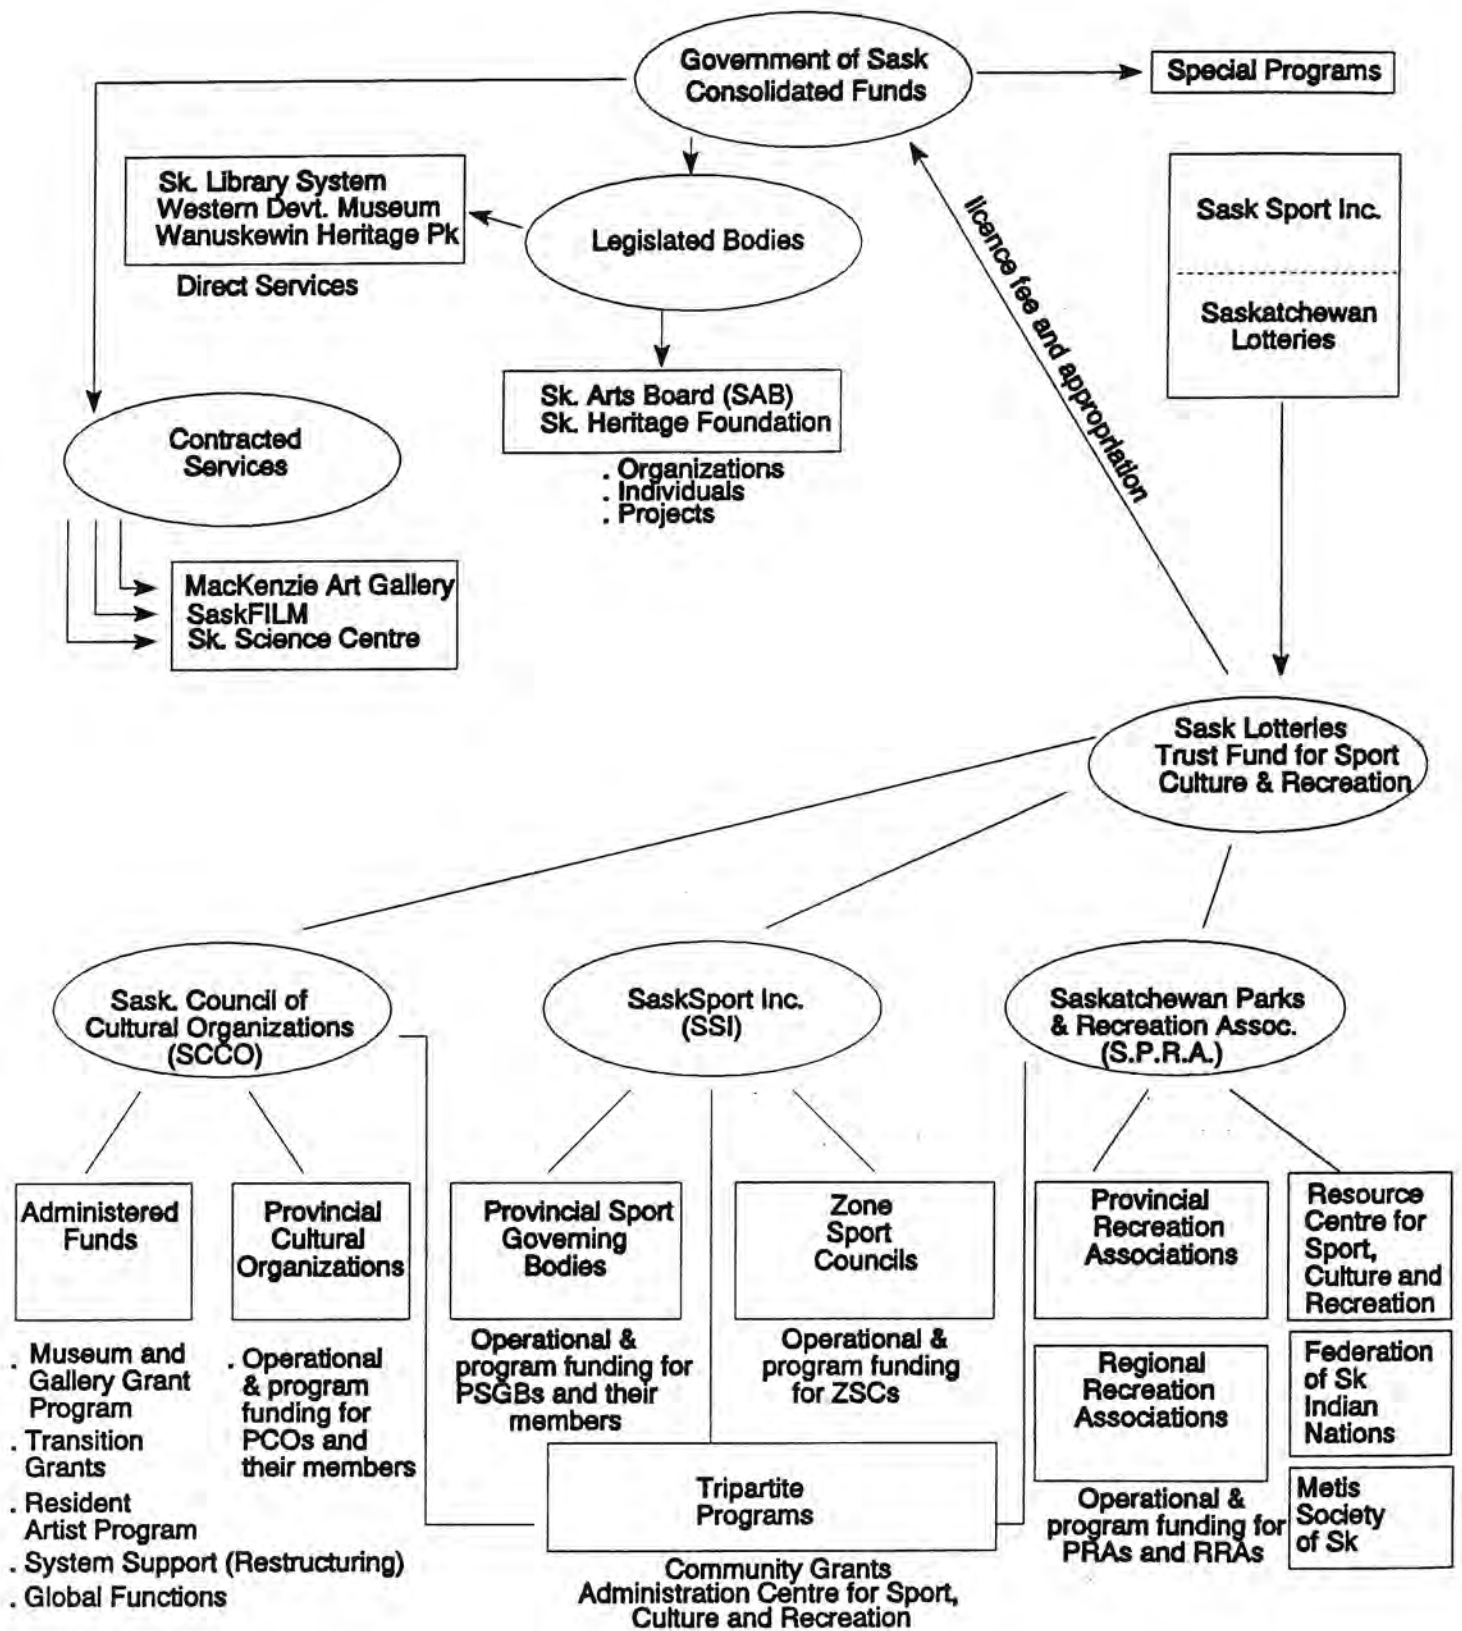 Government of Sask
Consolidated Funds
Special Programs
Sk. Library System
Western Devt. Museum
Wanuskewin Heritage Pk
Direct Services
Legislated Bodies
licence fee and appropriation
Sask Sport Inc.
Saskatchewan
Lotteries
Sk. Arts Board (SAB)
Sk. Heritage Foundation
. Organizations
. Individuals
. Projects
Contracted
Services
MacKenzie Art Gallery
SaskFILM
Sk. Science Centre
Sask Lotteries
Trust Fund for Sport
Culture & Recreation
Sask. Council of
Cultural Organizations
(SCCO)
SaskSport Inc.
(SSI)
Saskatchewan Parks
& Recreation Assoc.
(S.P.R.A.)
Administered
Funds
. Museum and
Gallery Grant
Program
. Transition
Grants
. Resident
Artist Program
. System Support (Restructuring)
. Global Functions
Provincial
Cultural
Organizations
. Operational
& program
funding for
PCOs and
their members
Provincial Sport
Governing
Bodies
Operational &
program funding for
PSGBs and their
members
Zone
Sport
Councils
Operational &
program funding
for ZSCs
Tripartite
Programs
Community Grants
Administration Centre for Sport,
Culture and Recreation
Provincial
Recreation
Associations
Regional
Recreation
Associations
Operational &
program funding for
PRAs and RRAs
Resource
Centre for
Sport,
Culture and
Recreation
Federation
of Sk
Indian
Nations
Metis
Society
of Sk